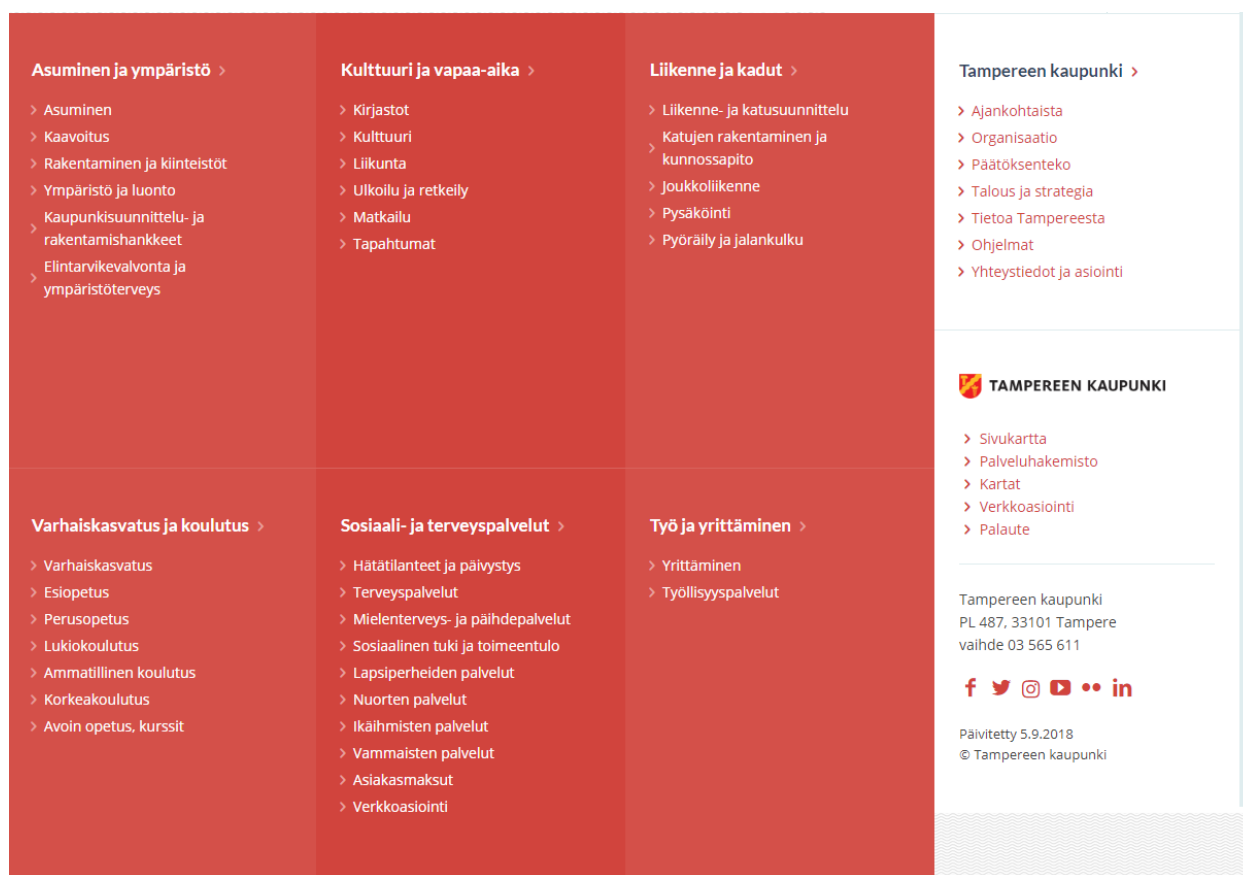 Asuminen ja ympäristö
Asuminen
Kaavoitus
Rakentaminen ja kiinteistöt
Ympäristö ja luonto
Kaupunkisuunnittelu- ja
rakentamishankkeet
Elintarvikevalvonta ja
ympäristöterveys
Kulttuuri ja vapaa-aika
Kirjastot
Kulttuuri
Liikunta
Ulkoilu ja retkeily
Matkailu
Tapahtumat
Liikenne ja kadut
Liikenne- ja katusuunnittelu
Katujen rakentaminen ja
kunnossapito
Joukkoliikenne
Pysäköinti
Pyöräily ja jalankulku
Varhaiskasvatus ja koulutus
Varhaiskasvatus
Esiopetus
Perusopetus
Lukiokoulutus
Ammatillinen koulutus
Korkeakoulutus
Avoin opetus, kurssit
Sosiaali- ja terveyspalvelut
Hätätilanteet ja päivystys
Terveyspalvelut
Mielenterveys- ja päihdepalvelut
Sosiaalinen tuki ja toimeentulo
Lapsiperheiden palvelut
Nuorten palvelut
Ikäihmisten palvelut
Vammaisten palvelut
Asiakasmaksut
Verkkoasiointi
Työ ja yrittäminen
Yrittäminen
Työllisyyspalvelut
Tampereen kaupunki
Ajankohtaista
Organisaatio
Päätöksenteko
Talous ja strategia
Tietoa Tampereesta
Ohjelmat
Yhteystiedot ja asiointi
TAMPEREEN KAUPUNKI
Sivukartta
Palveluhakemisto
Kartat
Verkkoasiointi
Palaute
Tampereen kaupunki
PL 487, 33101 Tampere
vaihde 03 565 611
Päivitetty 5.9.2018
© Tampereen kaupunki